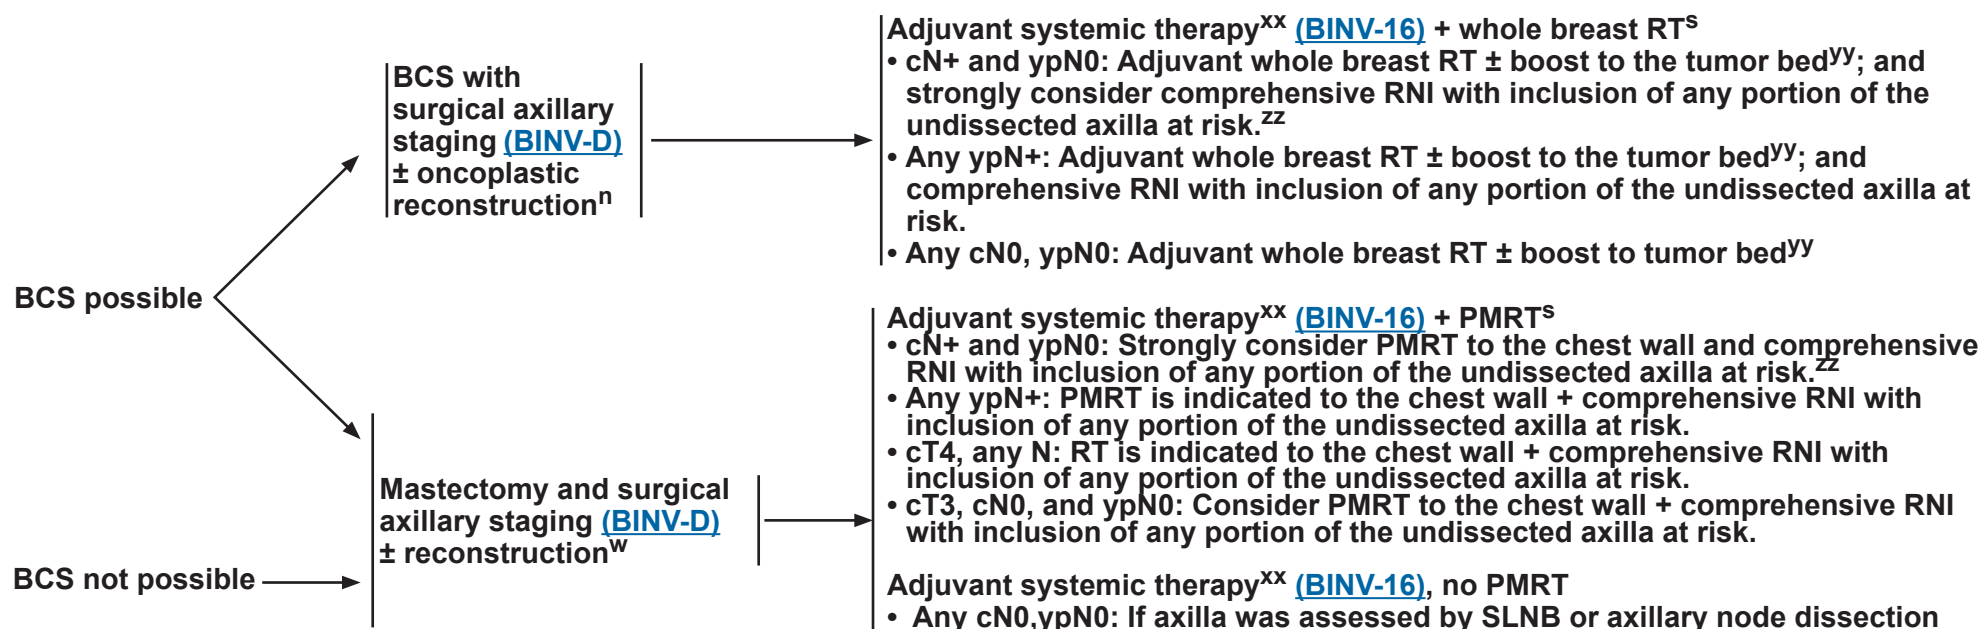 BCS possible
BCS not possible
BCS with
surgical axillary
staging (BINV-D)
± oncoplastic
reconstructionⁿ
Mastectomy and surgical
axillary staging (BINV-D)
± reconstructionʷ
Adjuvant systemic therapyˣˣ (BINV-16) + whole breast RTˢ
• cN+ and ypN0: Adjuvant whole breast RT ± boost to the tumor bedʸʸ; and
strongly consider comprehensive RNI with inclusion of any portion of the
undissected axilla at risk.ᶻᶻ
• Any ypN+: Adjuvant whole breast RT ± boost to the tumor bedʸʸ; and
comprehensive RNI with inclusion of any portion of the undissected axilla at
risk.
• Any cN0, ypN0: Adjuvant whole breast RT ± boost to tumor bedʸʸ
Adjuvant systemic therapyˣˣ (BINV-16) + PMRTˢ
• cN+ and ypN0: Strongly consider PMRT to the chest wall and comprehensive
RNI with inclusion of any portion of the undissected axilla at risk.ᶻᶻ
• Any ypN+: PMRT is indicated to the chest wall + comprehensive RNI with
inclusion of any portion of the undissected axilla at risk.
• cT4, any N: RT is indicated to the chest wall + comprehensive RNI with
inclusion of any portion of the undissected axilla at risk.
• cT3, cN0, and ypN0: Consider PMRT to the chest wall + comprehensive RNI
with inclusion of any portion of the undissected axilla at risk.
Adjuvant systemic therapyˣˣ (BINV-16), no PMRT
• Any cN0,ypN0: If axilla was assessed by SLNB or axillary node dissection